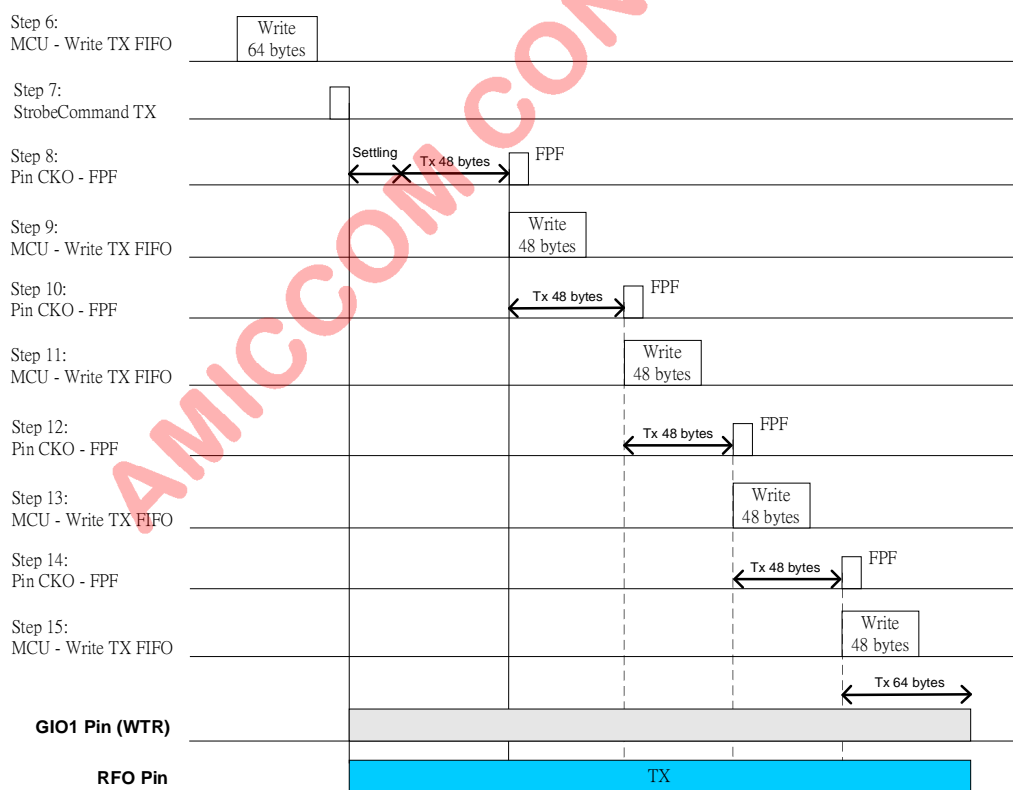 Step 6:
MCU - Write TX FIFO
Write
64 bytes
Step 7:
StrobeCommand TX
Step 8:
Pin CKO - FPF
Settling
Tx 48 bytes
FPF
Step 9:
MCU - Write TX FIFO
Write
48 bytes
Step 10:
Pin CKO - FPF
Tx 48 bytes
FPF
Step 11:
MCU - Write TX FIFO
Write
48 bytes
Step 12:
Pin CKO - FPF
Tx 48 bytes
FPF
Step 13:
MCU - Write TX FIFO
Write
48 bytes
Step 14:
Pin CKO - FPF
Tx 48 bytes
FPF
Step 15:
MCU - Write TX FIFO
Write
48 bytes
Tx 64 bytes
GIO1 Pin (WTR)
RFO Pin
TX
AMICCOM CON